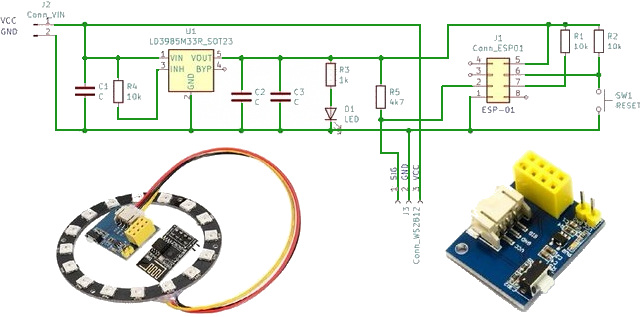 J2
Conn_VIN
VCC 1
GND 2
U1
LD3985M33R_SOT23
1 VIN VOUT 5
3 INH BYP 4
GND
2
C1
C
R4
10k
C2
C
C3
C
R3
1k
D1
LED
R5
4k7
J1
Conn_ESP01
4 5
3 6
2 7
1 8
ESP-01
R1
10k
R2
10k
SW1
RESET
1 SIG
2 GND
3 VCC
J3
Conn_WS2612